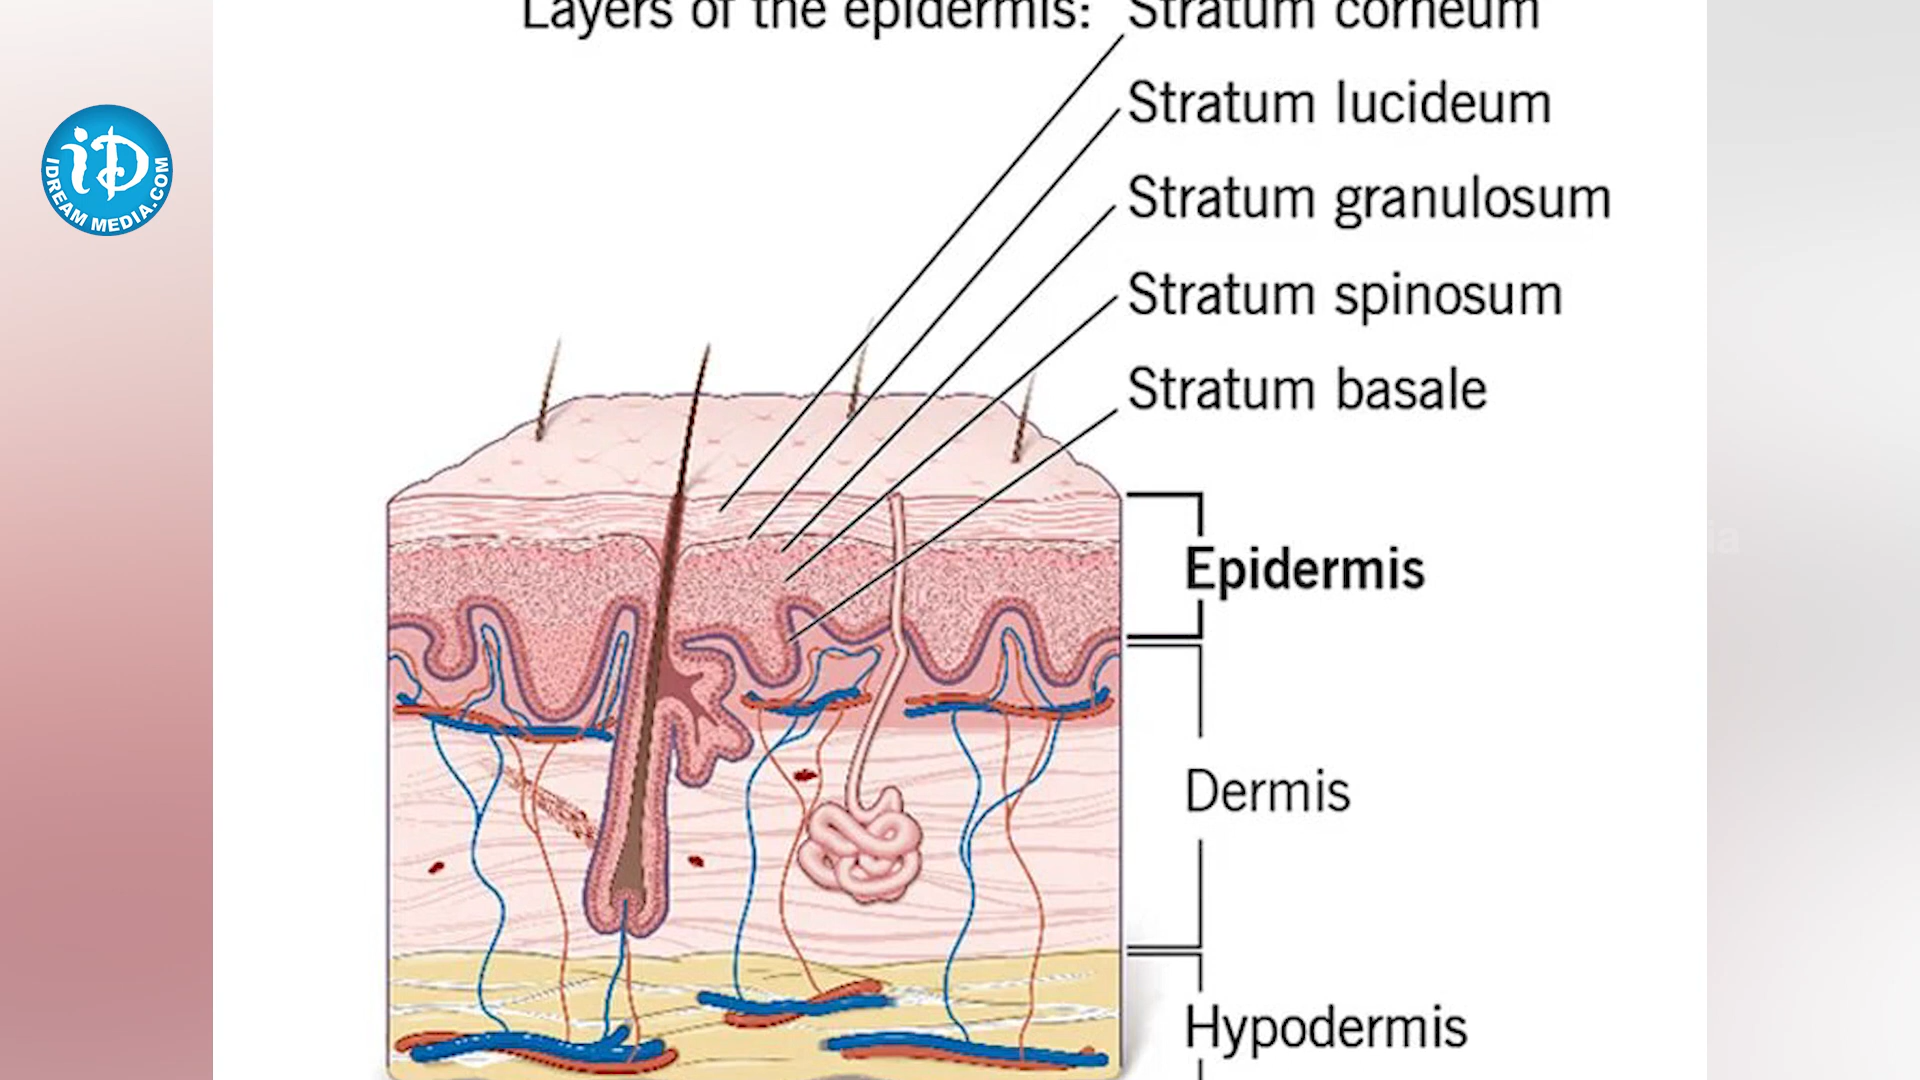 Layers of the epidermis: Stratum corneum
Stratum lucideum
Stratum granulosum
Stratum spinosum
Stratum basale
Epidermis
Dermis
Hypodermis
iD
IDREAM MEDIA.COM